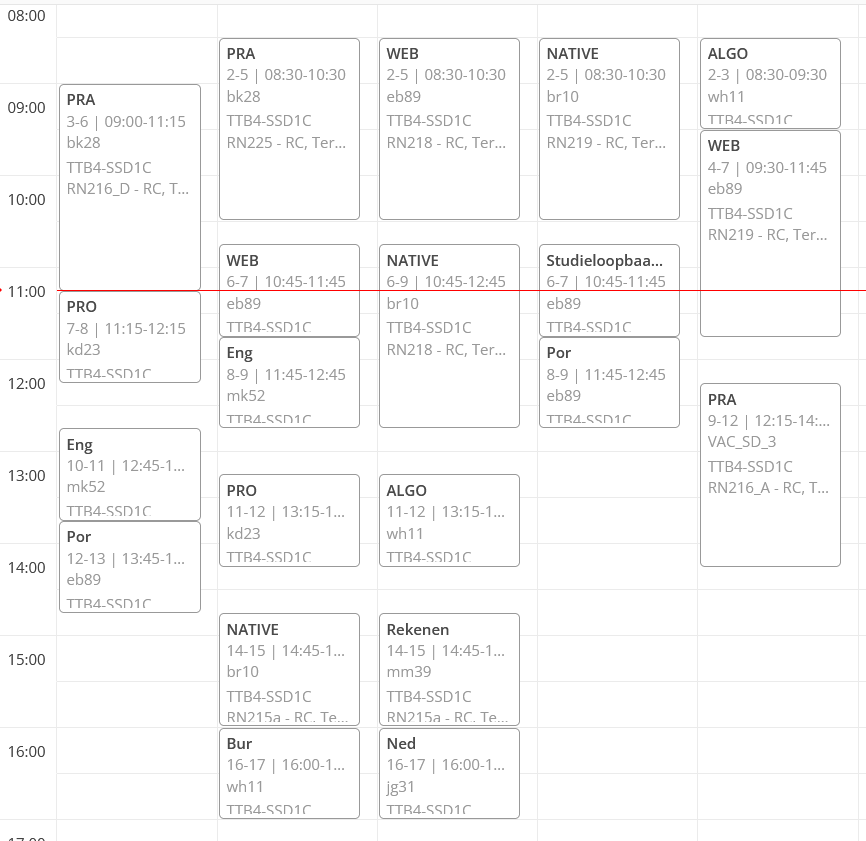 08:00
09:00
10:00
11:00
12:00
13:00
14:00
15:00
16:00
17:00
PRA
3-6 | 09:00-11:15
bk28
TTB4-SSD1C
RN216_D - RC, T...
PRO
7-8 | 11:15-12:15
kd23
TTB4-SSD1C
Eng
10-11 | 12:45-1...
mk52
TTB4-SSD1C
Por
12-13 | 13:45-1...
eb89
TTB4-SSD1C
PRA
2-5 | 08:30-10:30
bk28
TTB4-SSD1C
RN225 - RC, Ter...
WEB
6-7 | 10:45-11:45
eb89
TTB4-SSD1C
Eng
8-9 | 11:45-12:45
mk52
TTB4-SSD1C
PRO
11-12 | 13:15-1...
kd23
TTB4-SSD1C
NATIVE
14-15 | 14:45-1...
br10
TTB4-SSD1C
RN215a - RC, Te...
Bur
16-17 | 16:00-1...
wh11
TTB4-SSD1C
WEB
2-5 | 08:30-10:30
eb89
TTB4-SSD1C
RN218 - RC, Ter...
NATIVE
6-9 | 10:45-12:45
br10
TTB4-SSD1C
RN218 - RC, Ter...
ALGO
11-12 | 13:15-1...
wh11
TTB4-SSD1C
Rekenen
14-15 | 14:45-1...
mm39
TTB4-SSD1C
RN215a - RC, Te...
Ned
16-17 | 16:00-1...
jg31
TTB4-SSD1C
NATIVE
2-5 | 08:30-10:30
br10
TTB4-SSD1C
RN219 - RC, Ter...
Studieloopbaa...
6-7 | 10:45-11:45
eb89
TTB4-SSD1C
Por
8-9 | 11:45-12:45
eb89
TTB4-SSD1C
ALGO
2-3 | 08:30-09:30
wh11
TTB4-SSD1C
WEB
4-7 | 09:30-11:45
eb89
TTB4-SSD1C
RN219 - RC, Ter...
PRA
9-12 | 12:15-14:...
VAC_SD_3
TTB4-SSD1C
RN216_A - RC, T...